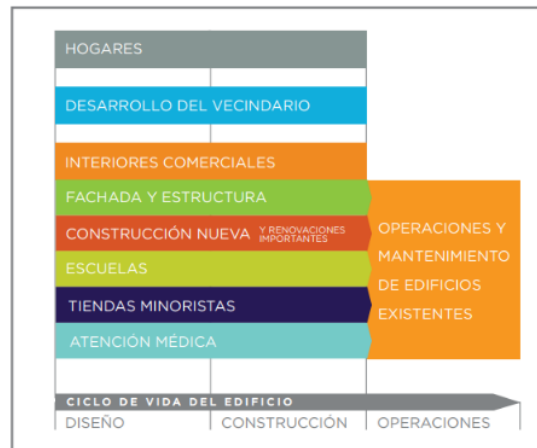 HOGARES
DESARROLLO DEL VECINDARIO
INTERIORES COMERCIALES
FACHADA Y ESTRUCTURA
CONSTRUCCIÓN NUEVA Y RENOVACIONES
IMPORTANTES
ESCUELAS
TIENDAS MINORISTAS
ATENCIÓN MÉDICA
OPERACIONES Y
MANTENIMIENTO
DE EDIFICIOS
EXISTENTES
CICLO DE VIDA DEL EDIFICIO
DISEÑO
CONSTRUCCIÓN
OPERACIONES